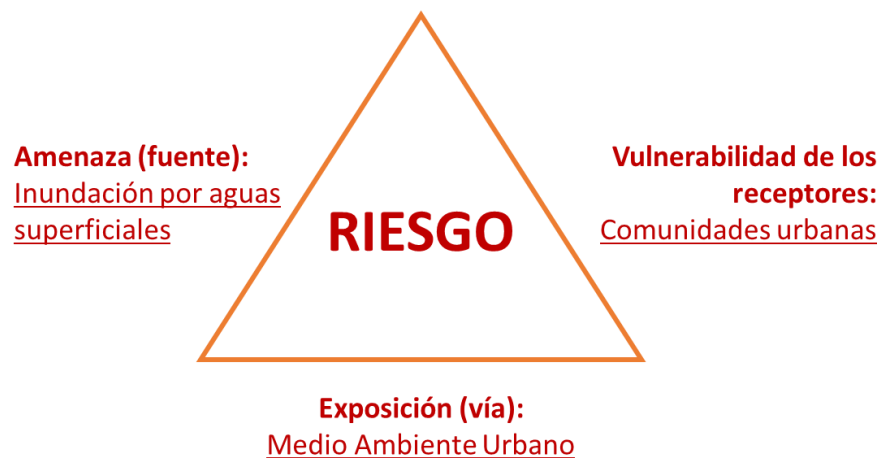 Amenaza (fuente):
Inundación por aguas
superficiales
RIESGO
Vulnerabilidad de los
receptores:
Comunidades urbanas
Exposición (vía):
Medio Ambiente Urbano